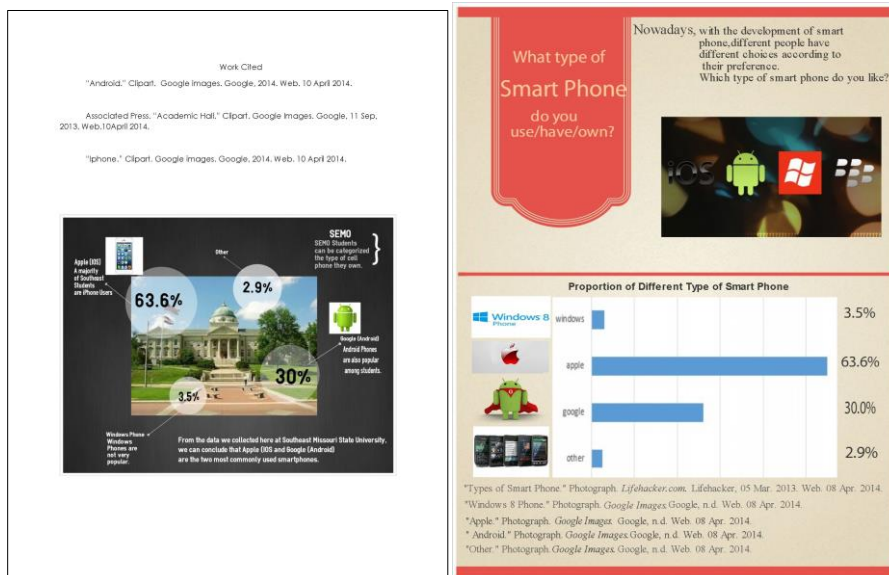 Work Cited
"Android." Clipart. Google images. Google, 2014. Web. 10 April 2014.
Associated Press. "Academic Hall." Clipart. Google Images. Google, 11 Sep,
2013. Web.10April 2014.
"Iphone." Clipart. Google images. Google, 2014. Web. 10 April 2014.
SEMO
SEMO Students
can be categorized
the type of cell
phone they own.
Apple (IOS)
A majority
of Southeast
Students
are iPhone Users
Other
63.6%
2.9%
Google (Android)
Android Phones
are also popular
among students.
30%
3.5%
Windows Phone
Windows
Phones are
not very
popular.
From the data we collected here at Southeast Missouri State University,
we can conclude that Apple (IOS and Google (Android)
are the two most commonly used smartphones.
What type of
Smart Phone
do you
use/have/own?
Nowadays, with the development of smart
phone,different people have
different choices according to
their preference.
Which type of smart phone do you like?
iOS
Proportion of Different Type of Smart Phone
Windows 8
Phone
windows
3.5%
apple
63.6%
google
30.0%
other
2.9%
"Types of Smart Phone." Photograph. Lifehacker.com. Lifehacker, 05 Mar. 2013. Web. 08 Apr. 2014.
"Windows 8 Phone." Photograph. Google Images.Google, n.d. Web. 08 Apr. 2014.
"Apple." Photograph. Google Images. Google, n.d. Web. 08 Apr. 2014.
" Android." Photograph. Google Images.Google, n.d. Web. 08 Apr. 2014.
"Other." Photograph. Google Images. Google, n.d. Web. 08 Apr. 2014.